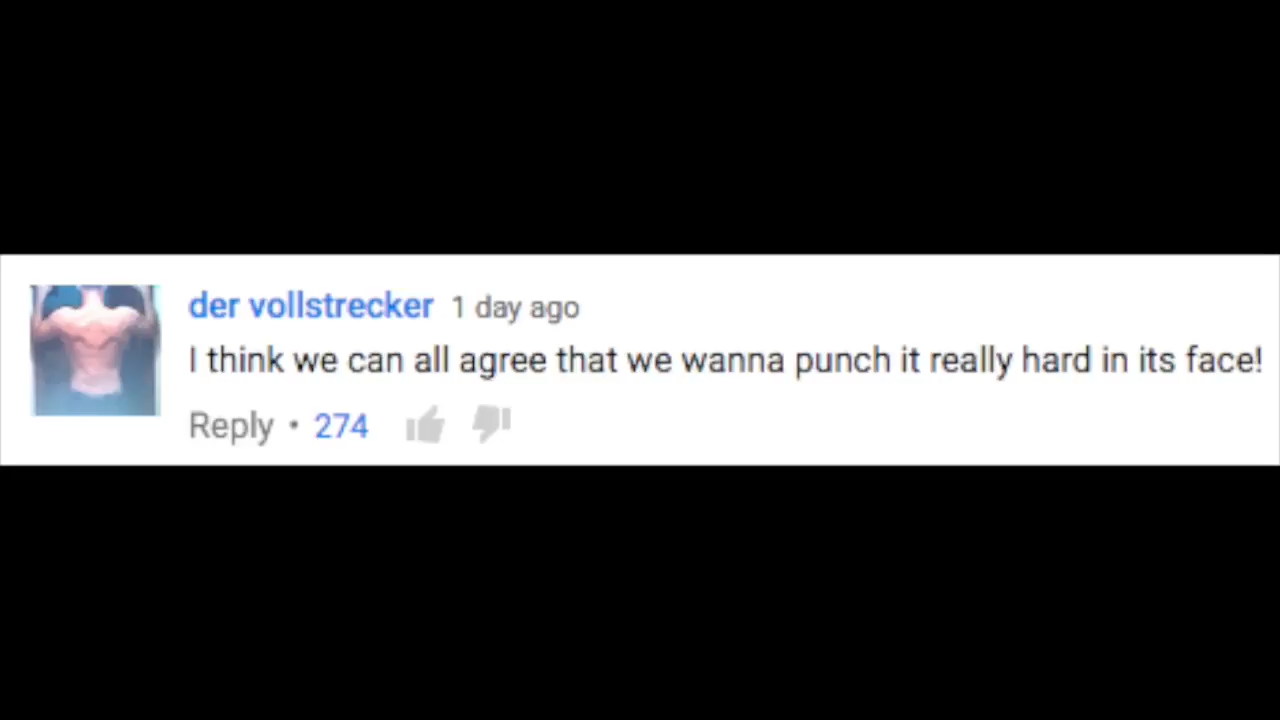 der vollstrecker 1 day ago
I think we can all agree that we wanna punch it really hard in its face!
Reply • 274